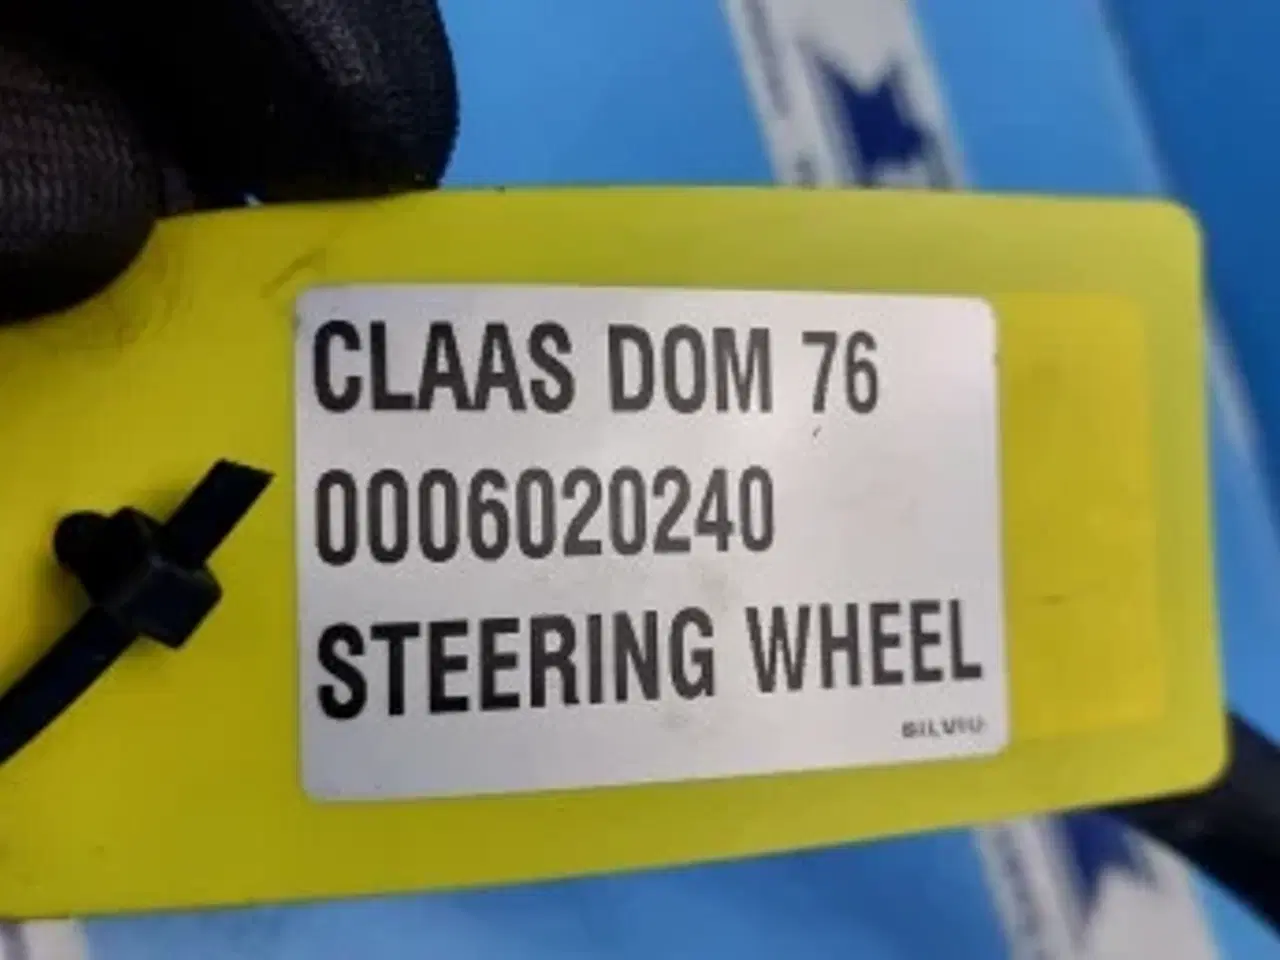 CLAAS DOM 76
0006020240
STEERING WHEEL
SILVIU